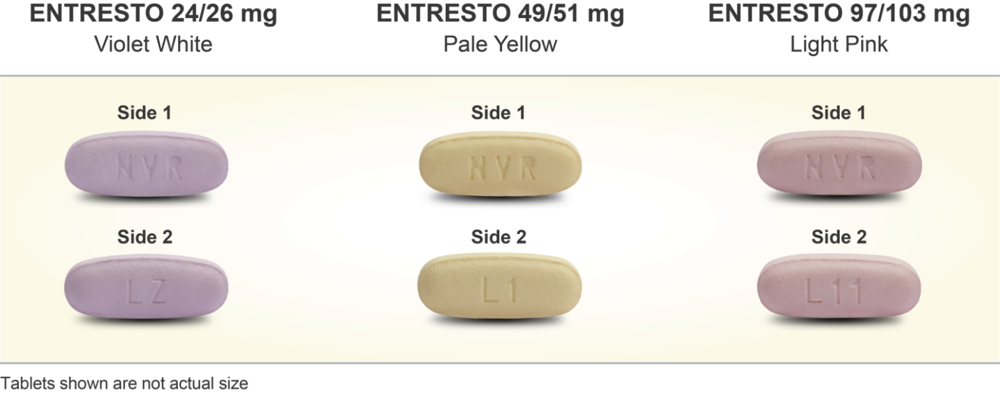 ENTRESTO 24/26 mg
Violet White
ENTRESTO 49/51 mg
Pale Yellow
ENTRESTO 97/103 mg
Light Pink
Side 1
Side 1
Side 1
NVR
NVR
NVR
Side 2
Side 2
Side 2
LZ
L1
L11
Tablets shown are not actual size